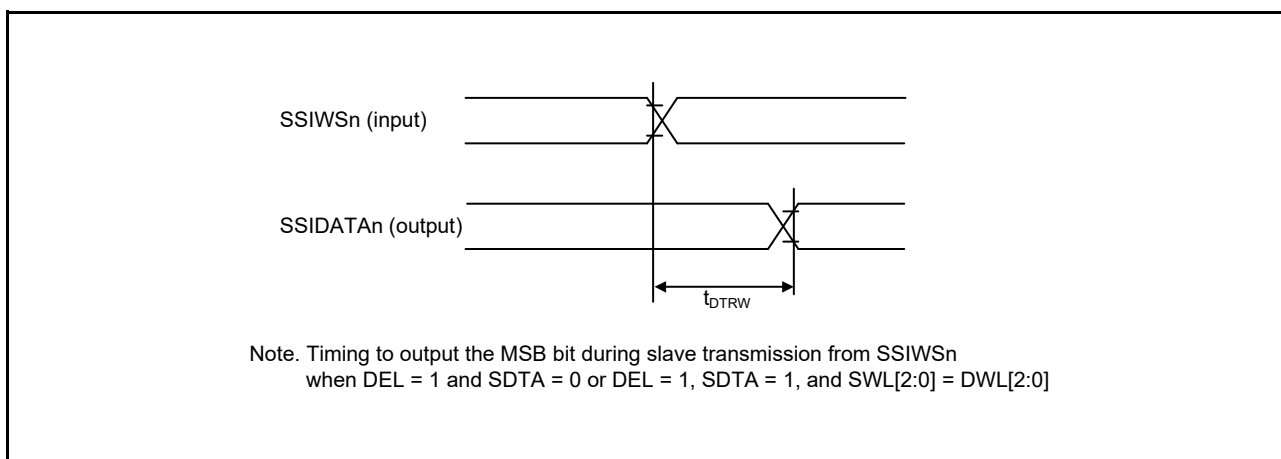 SSIWSn (input)
SSIDATAn (output)
tDTRW
Note. Timing to output the MSB bit during slave transmission from SSIWSn
when DEL = 1 and SDTA = 0 or DEL = 1, SDTA = 1, and SWL[2:0] = DWL[2:0]